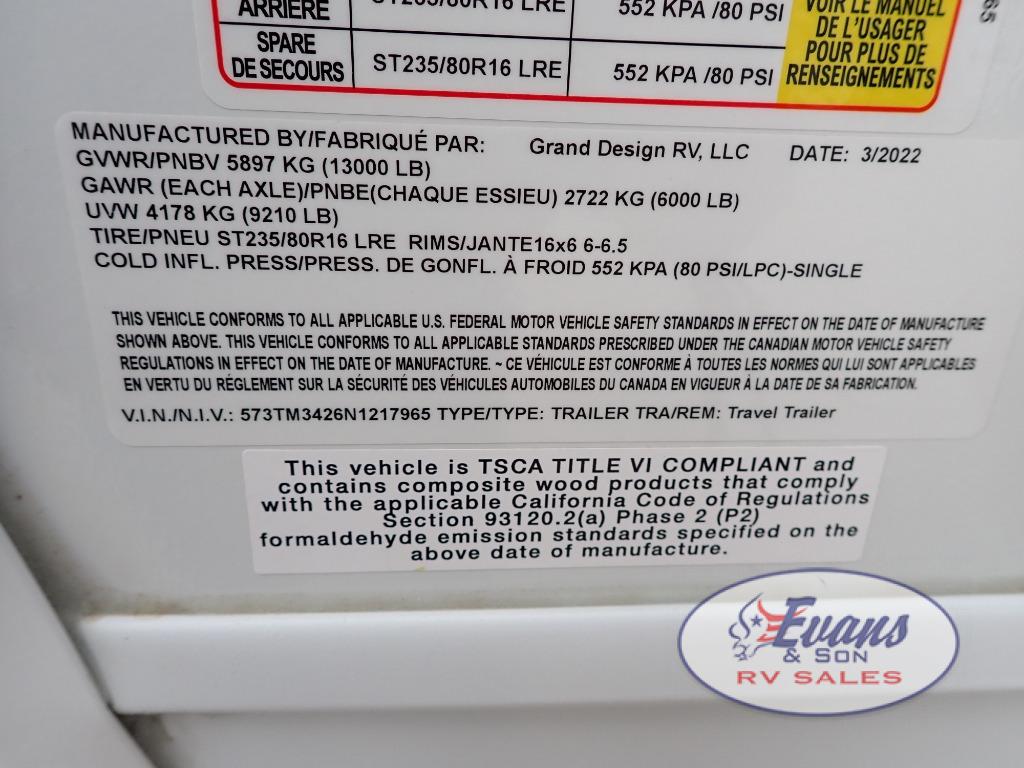 ARRIÈRE ST235/80R16 LRE 552 KPA /80 PSI
SPARE
DE SECOURS ST235/80R16 LRE 552 KPA /80 PSI
VOIR LE MANUEL
DE L'USAGER
POUR PLUS DE
RENSEIGNEMENTS
65
MANUFACTURED BY/FABRIQUÉ PAR: Grand Design RV, LLC DATE: 3/2022
GVWR/PNBV 5897 KG (13000 LB)
GAWR (EACH AXLE)/PNBE(CHAQUE ESSIEU) 2722 KG (6000 LB)
UVW 4178 KG (9210 LB)
TIRE/PNEU ST235/80R16 LRE RIMS/JANTE16x6 6-6.5
COLD INFL. PRESS/PRESS. DE GONFL. À FROID 552 KPA (80 PSI/LPC)-SINGLE
THIS VEHICLE CONFORMS TO ALL APPLICABLE U.S. FEDERAL MOTOR VEHICLE SAFETY STANDARDS IN EFFECT ON THE DATE OF MANUFACTURE
SHOWN ABOVE. THIS VEHICLE CONFORMS TO ALL APPLICABLE STANDARDS PRESCRIBED UNDER THE CANADIAN MOTOR VEHICLE SAFETY
REGULATIONS IN EFFECT ON THE DATE OF MANUFACTURE. ~ CE VÉHICULE EST CONFORME À TOUTES LES NORMES QUI LUI SONT APPLICABLES
EN VERTU DU RÉGLEMENT SUR LA SÉCURITÉ DES VÉHICULES AUTOMOBILES DU CANADA EN VIGUEUR À LA DATE DE SA FABRICATION.
V.I.N./N.I.V.: 573TM3426N1217965 TYPE/TYPE: TRAILER TRA/REM: Travel Trailer
This vehicle is TSCA TITLE VI COMPLIANT and
contains composite wood products that comply
with the applicable California Code of Regulations
Section 93120.2(a) Phase 2 (P2)
formaldehyde emission standards specified on the
above date of manufacture.
Evans
& SON
RV SALES